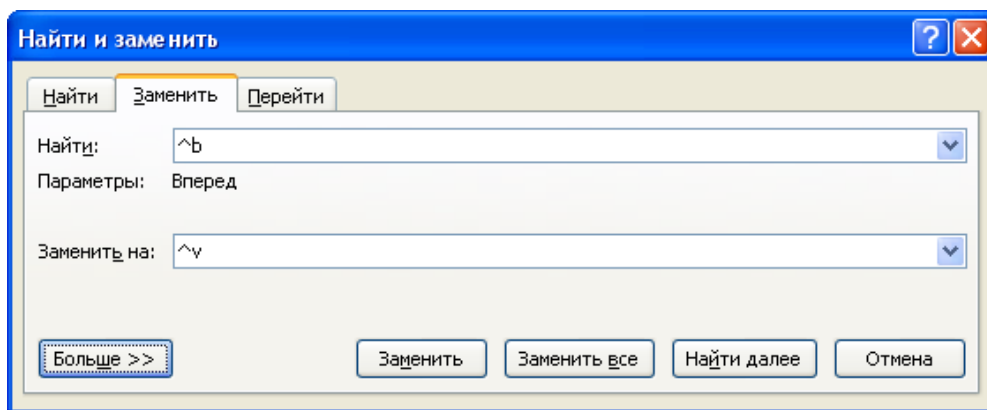 Найти и заменить
Найти Заменить Перейти
Найти: ^b
Параметры: Вперед
Заменить на: ^v
Больше >> Заменить Заменить все Найти далее Отмена